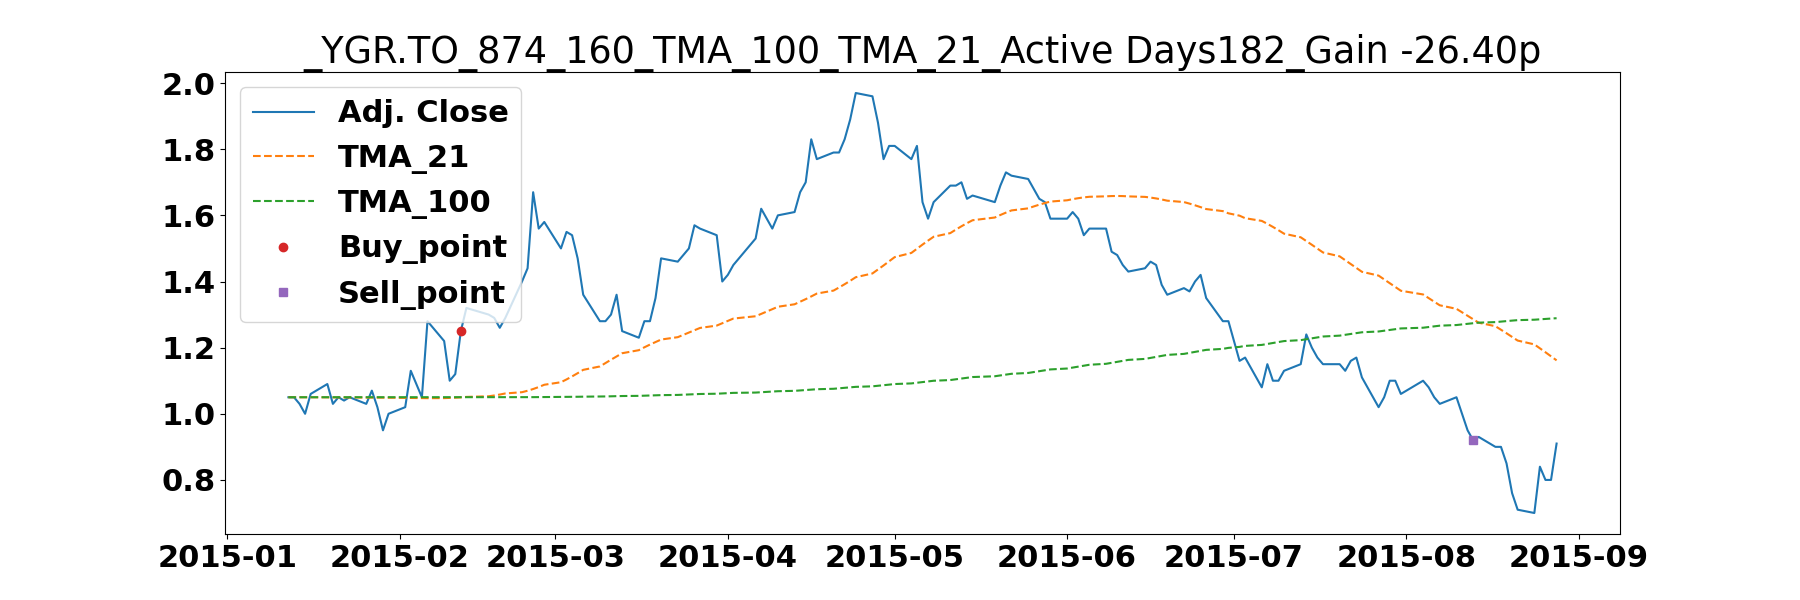 _YGR.TO_874_160_TMA_100_TMA_21_Active Days182_Gain -26.40p
2.0
1.8
1.6
1.4
1.2
1.0
0.8
Adj. Close
TMA_21
TMA_100
Buy_point
Sell_point
2015-01 2015-02 2015-03 2015-04 2015-05 2015-06 2015-07 2015-08 2015-09